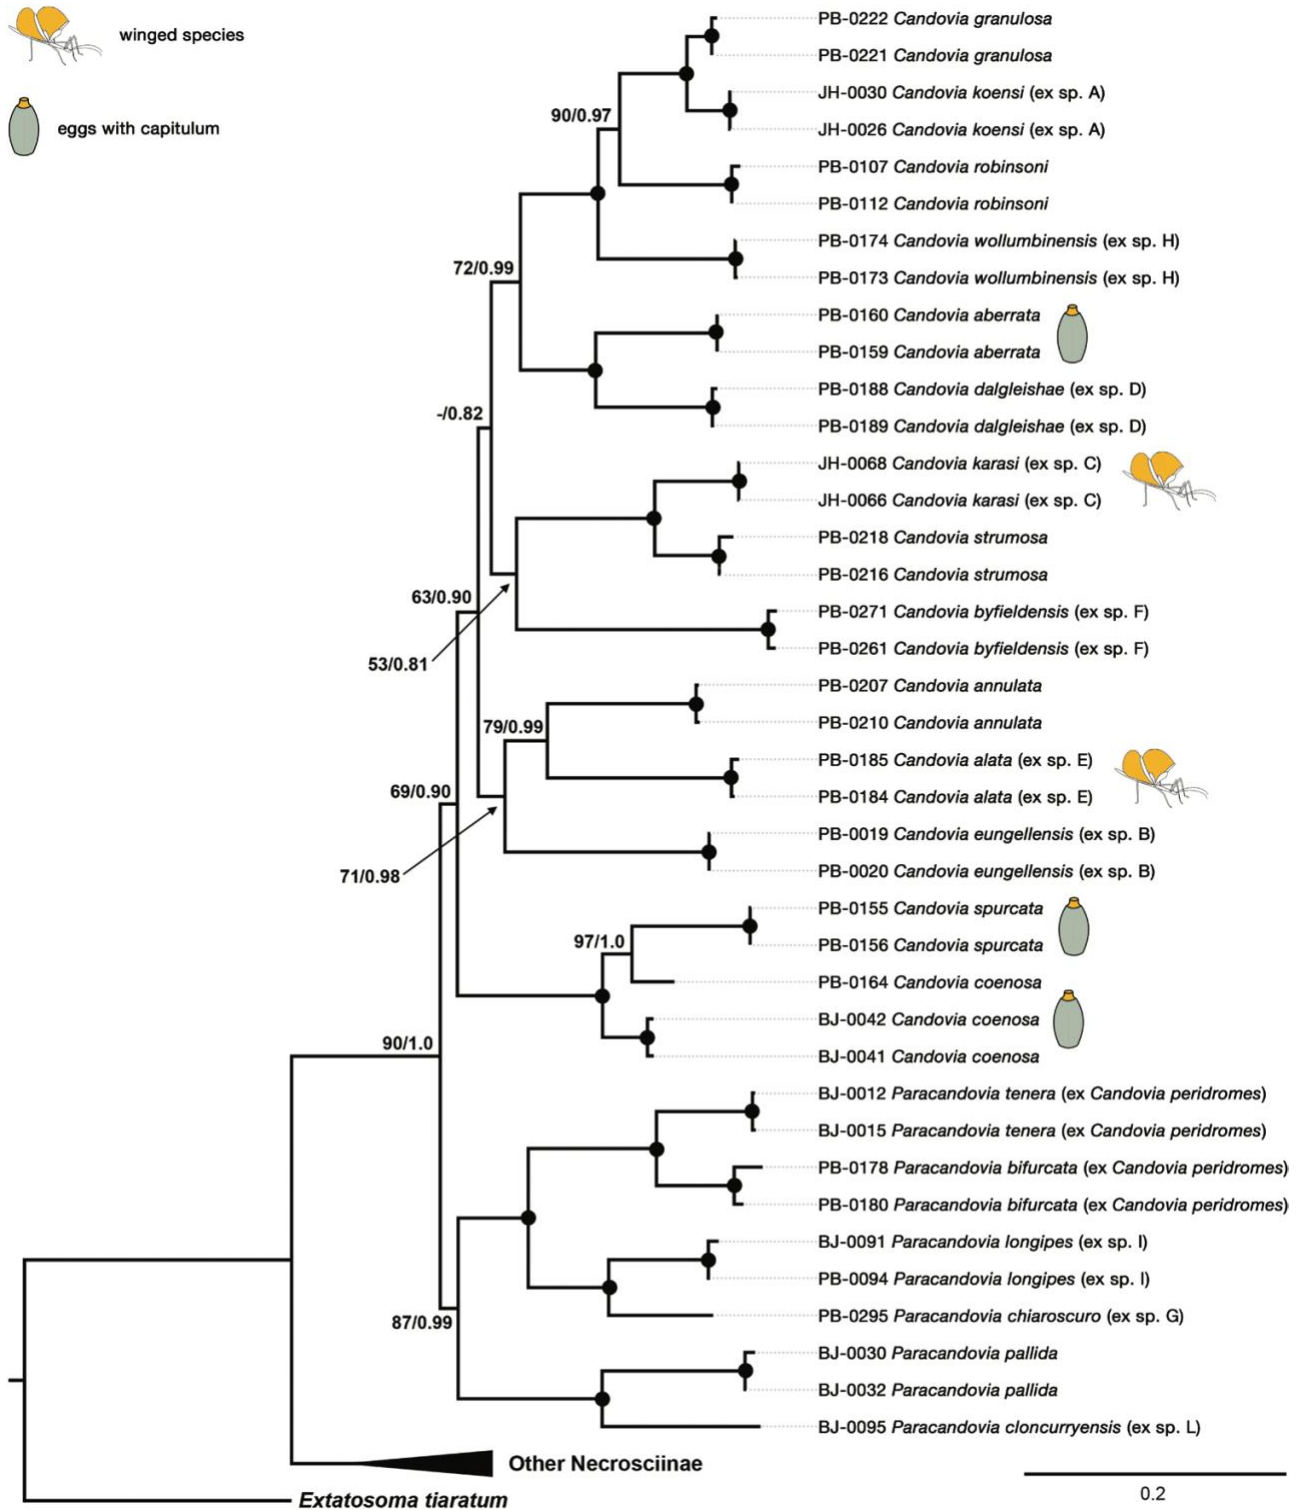 winged species
eggs with capitulum
PB-0222 Candovia granulosa
PB-0221 Candovia granulosa
JH-0030 Candovia koensi (ex sp. A)
90/0.97
JH-0026 Candovia koensi (ex sp. A)
PB-0107 Candovia robinsoni
PB-0112 Candovia robinsoni
PB-0174 Candovia wollumbinensis (ex sp. H)
72/0.99
PB-0173 Candovia wollumbinensis (ex sp. H)
PB-0160 Candovia aberrata
PB-0159 Candovia aberrata
PB-0188 Candovia dalgleishae (ex sp. D)
-/0.82
PB-0189 Candovia dalgleishae (ex sp. D)
JH-0068 Candovia karasi (ex sp. C)
JH-0066 Candovia karasi (ex sp. C)
PB-0218 Candovia strumosa
PB-0216 Candovia strumosa
63/0.90
PB-0271 Candovia byfieldensis (ex sp. F)
PB-0261 Candovia byfieldensis (ex sp. F)
53/0.81
PB-0207 Candovia annulata
PB-0210 Candovia annulata
79/0.99
PB-0185 Candovia alata (ex sp. E)
69/0.90
PB-0184 Candovia alata (ex sp. E)
PB-0019 Candovia eungellensis (ex sp. B)
PB-0020 Candovia eungellensis (ex sp. B)
71/0.98
PB-0155 Candovia spurcata
97/1.0
PB-0156 Candovia spurcata
PB-0164 Candovia coenosa
BJ-0042 Candovia coenosa
90/1.0
BJ-0041 Candovia coenosa
BJ-0012 Paracandovia tenera (ex Candovia peridromes)
BJ-0015 Paracandovia tenera (ex Candovia peridromes)
PB-0178 Paracandovia bifurcata (ex Candovia peridromes)
PB-0180 Paracandovia bifurcata (ex Candovia peridromes)
BJ-0091 Paracandovia longipes (ex sp. I)
PB-0094 Paracandovia longipes (ex sp. I)
PB-0295 Paracandovia chiaroscuro (ex sp. G)
87/0.99
BJ-0030 Paracandovia pallida
BJ-0032 Paracandovia pallida
BJ-0095 Paracandovia cloncurryensis (ex sp. L)
Other Necrosciinae
0.2
Extatosoma tiaratum